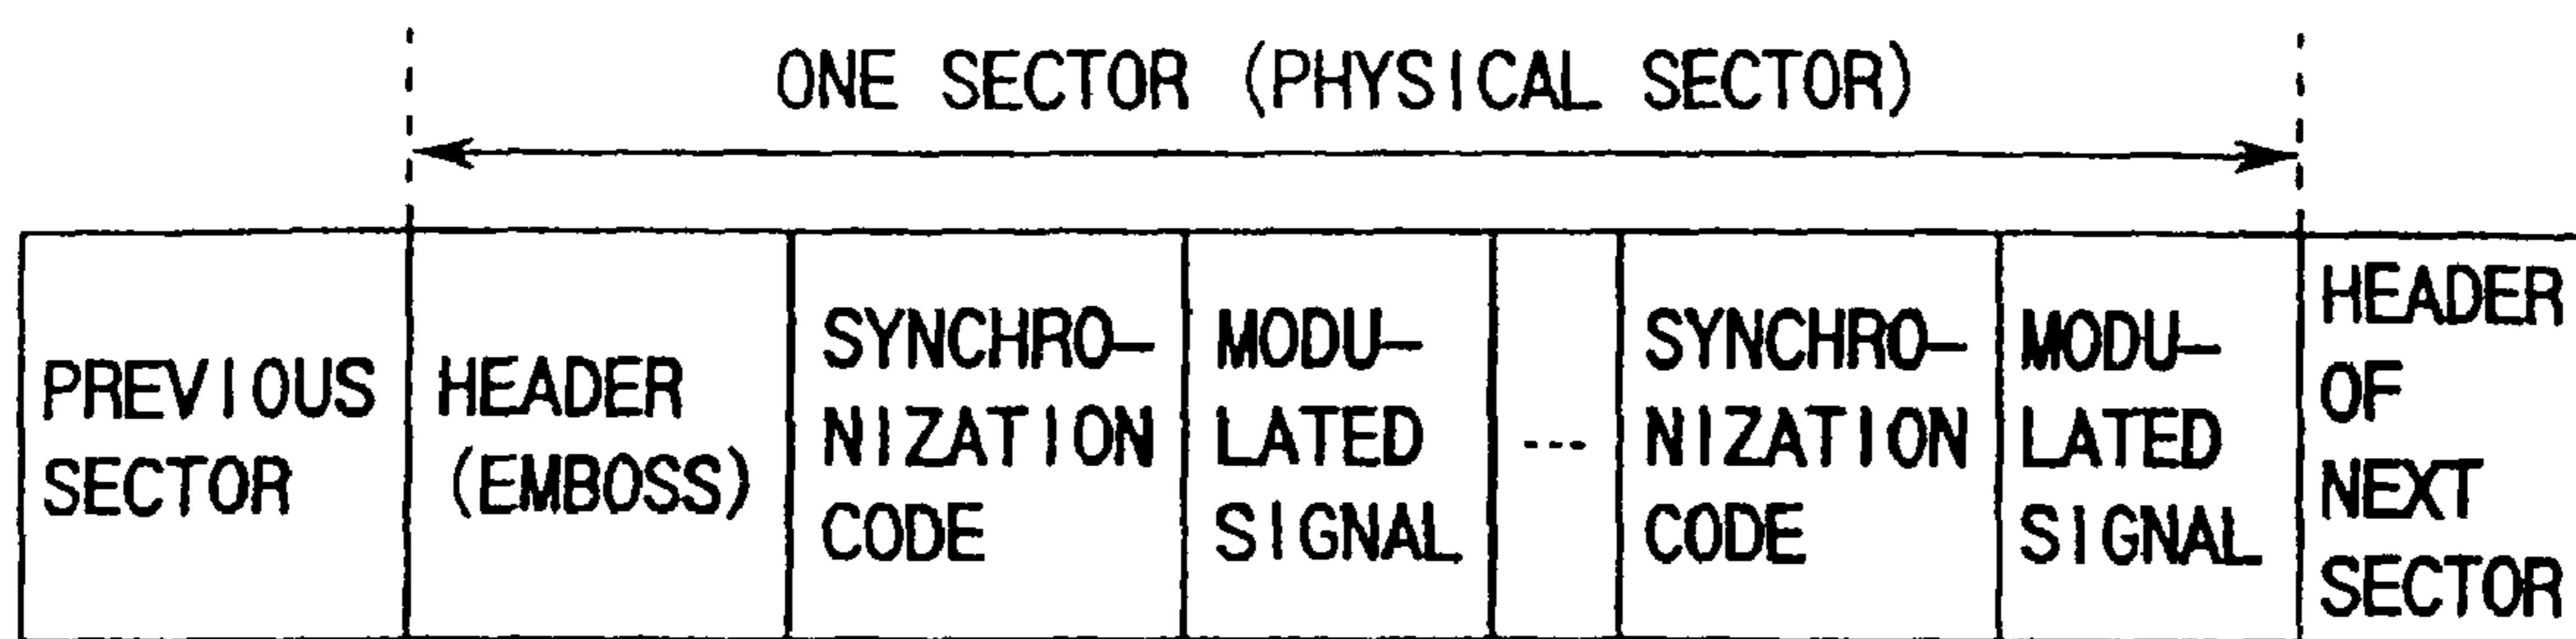 ONE SECTOR (PHYSICAL SECTOR)
PREVIOUS
SECTOR
HEADER
(EMBOSS)
SYNCHRO-
NIZATION
CODE
MODU-
LATED
SIGNAL
---
SYNCHRO-
NIZATION
CODE
MODU-
LATED
SIGNAL
HEADER
OF
NEXT
SECTOR